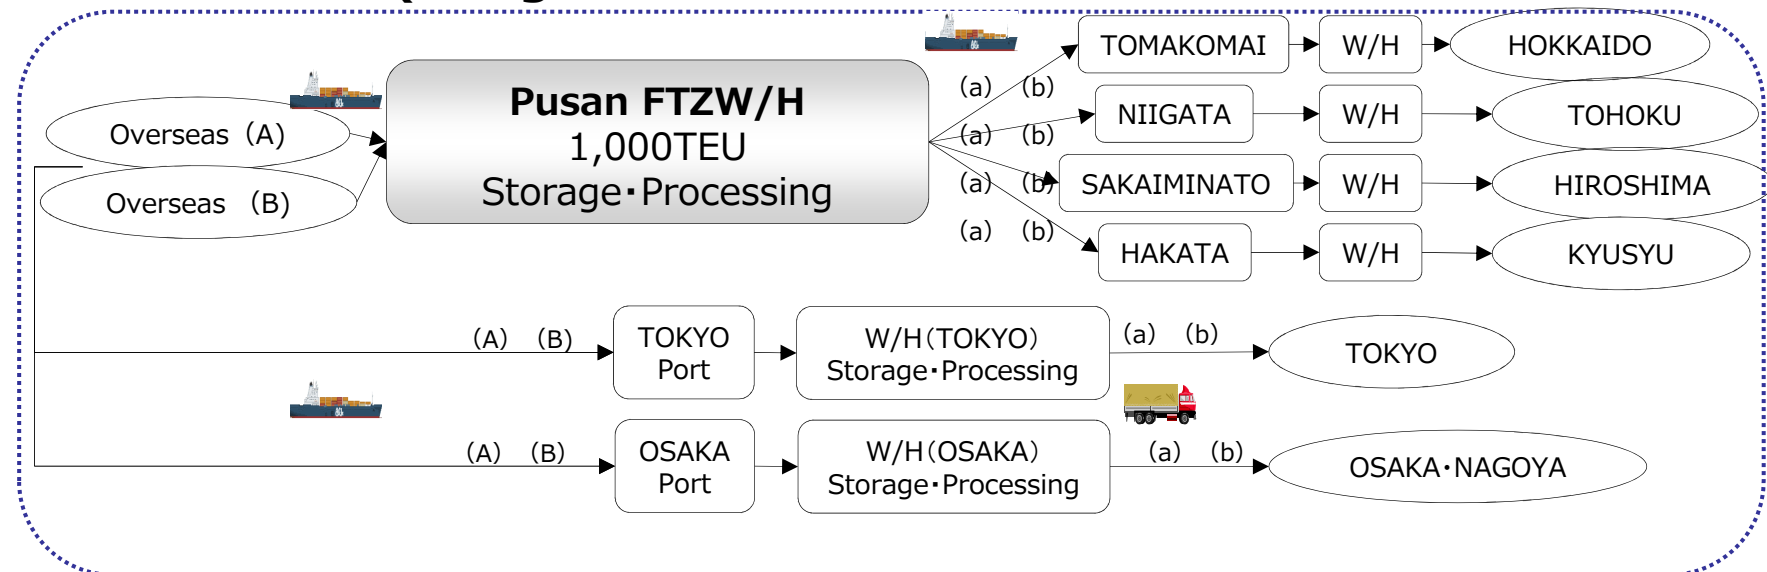 Pusan FTZW/H
1,000TEU
Storage・Processing
Overseas（A）
Overseas （B）
（a）（b）
（a）（b）
（a）（b）
（a）（b）
TOMAKOMAI
W/H
HOKKAIDO
NIIGATA
W/H
TOHOKU
SAKAIMINATO
W/H
HIROSHIMA
HAKATA
W/H
KYUSYU
（A）（B）
TOKYO
Port
W/H（TOKYO）
Storage・Processing
（a）（b）
TOKYO
（A）（B）
OSAKA
Port
W/H（OSAKA）
Storage・Processing
（a）（b）
OSAKA・NAGOYA